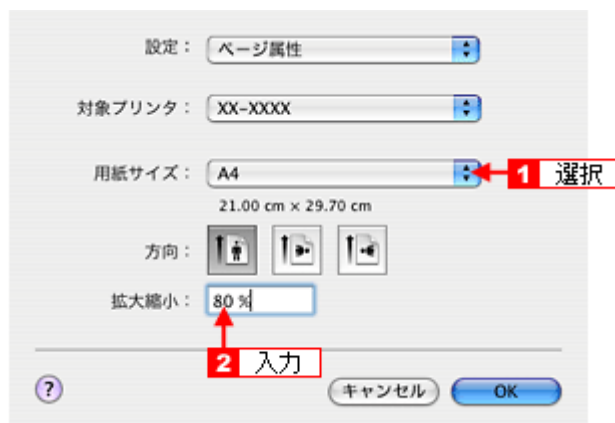 設定： ページ属性
対象プリンタ： XX-XXXX
用紙サイズ： A4 1 選択
21.00 cm × 29.70 cm
方向：
拡大縮小： 80 %
2 入力
? キャンセル OK